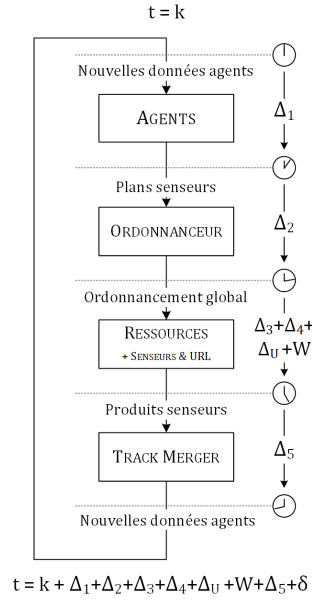 t = k
Nouvelles données agents
AGENTS
Δ1
Plans senseurs
ORDONNANCEUR
Δ2
Ordonnancement global
RESSOURCES
+ SENSEURS & URL
Δ3+Δ4+
ΔU+W
Produits senseurs
TRACK MERGER
Δ5
Nouvelles données agents
t = k + Δ1+Δ2+Δ3+Δ4+ΔU+W+Δ5+δ